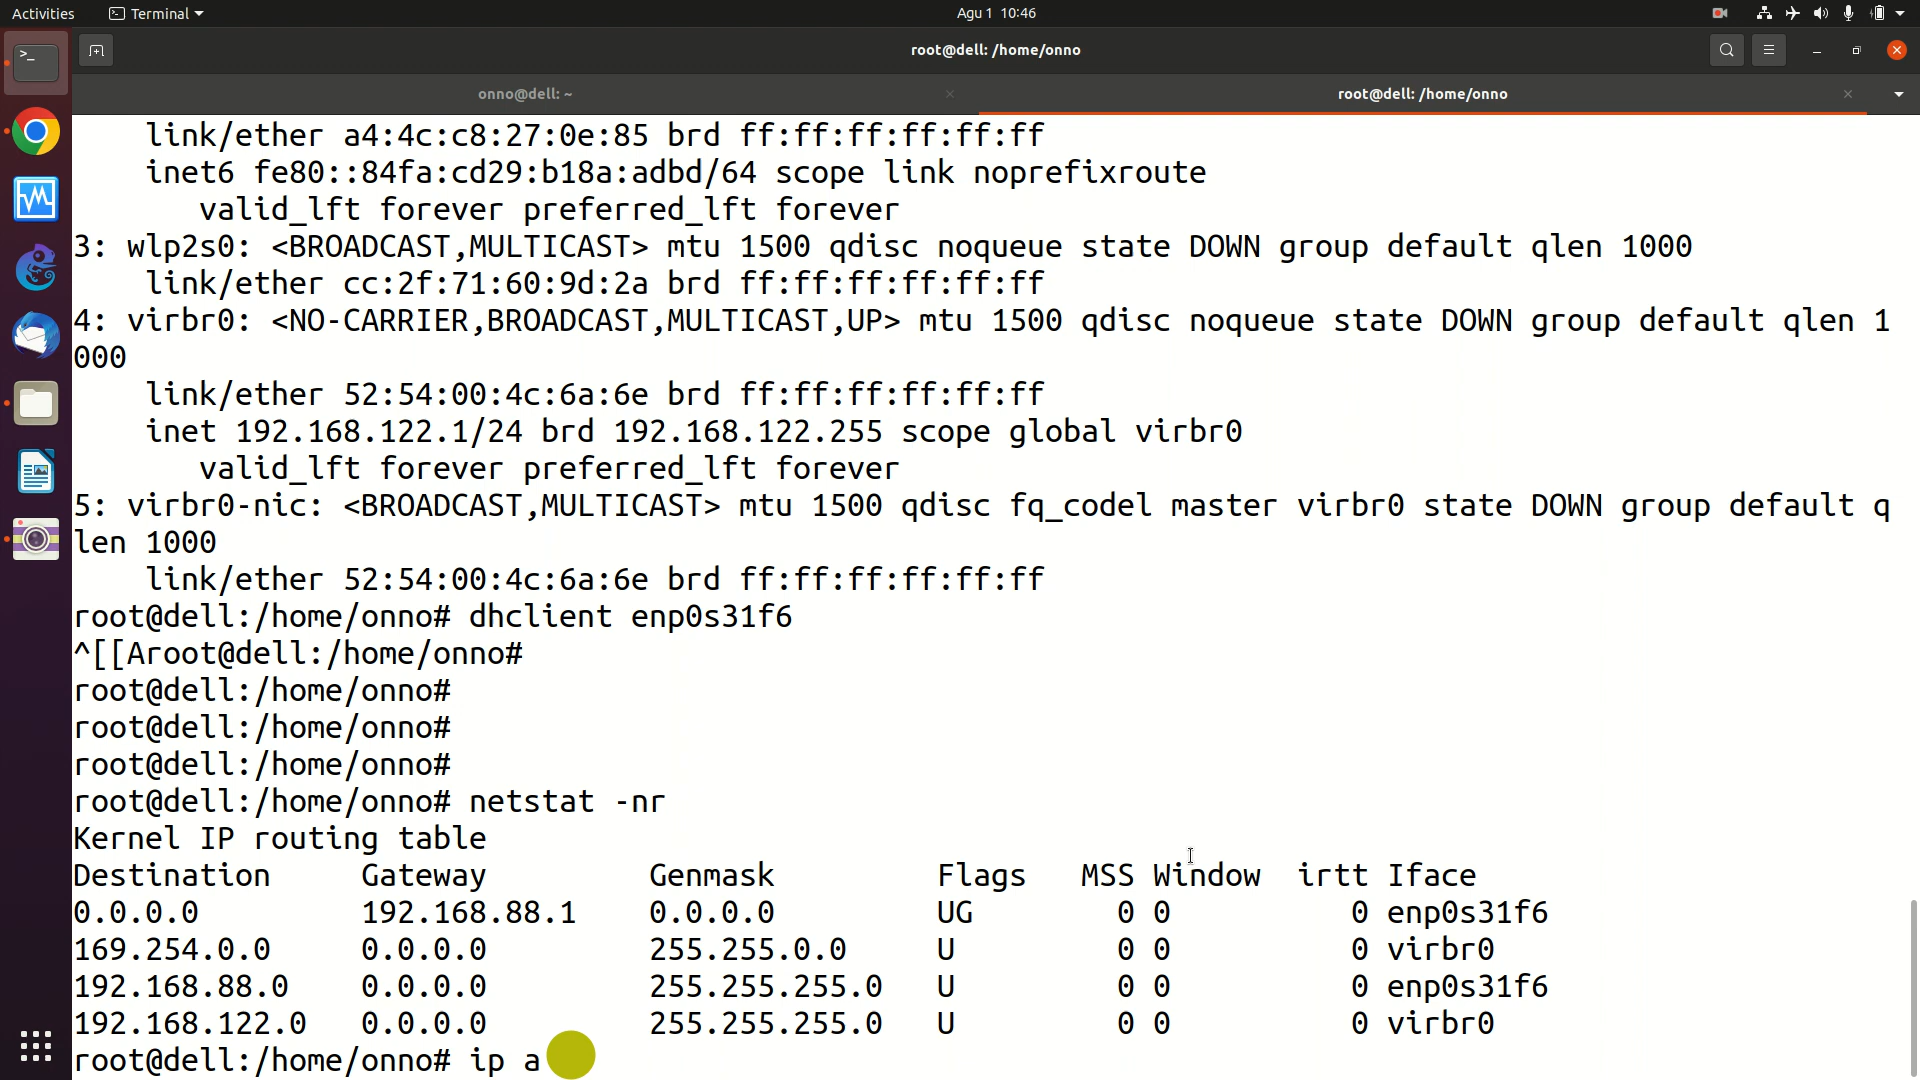 Activities
Terminal
Agu 1 10:46
root@dell: /home/onno
onno@dell: ~
root@dell: /home/onno
link/ether a4:4c:c8:27:0e:85 brd ff:ff:ff:ff:ff:ff
inet6 fe80::84fa:cd29:b18a:adbd/64 scope link noprefixroute
valid_lft forever preferred_lft forever
3: wlp2s0: <BROADCAST,MULTICAST> mtu 1500 qdisc noqueue state DOWN group default qlen 1000
link/ether cc:2f:71:60:9d:2a brd ff:ff:ff:ff:ff:ff
4: virbr0: <NO-CARRIER,BROADCAST,MULTICAST,UP> mtu 1500 qdisc noqueue state DOWN group default qlen 1
000
link/ether 52:54:00:4c:6a:6e brd ff:ff:ff:ff:ff:ff
inet 192.168.122.1/24 brd 192.168.122.255 scope global virbr0
valid_lft forever preferred_lft forever
5: virbr0-nic: <BROADCAST,MULTICAST> mtu 1500 qdisc fq_codel master virbr0 state DOWN group default q
len 1000
link/ether 52:54:00:4c:6a:6e brd ff:ff:ff:ff:ff:ff
root@dell:/home/onno# dhclient enp0s31f6
^[[Aroot@dell:/home/onno#
root@dell:/home/onno#
root@dell:/home/onno#
root@dell:/home/onno#
root@dell:/home/onno# netstat -nr
Kernel IP routing table
Destination Gateway Genmask Flags MSS Window irtt Iface
0.0.0.0 192.168.88.1 0.0.0.0 UG 0 0 0 enp0s31f6
169.254.0.0 0.0.0.0 255.255.0.0 U 0 0 0 virbr0
192.168.88.0 0.0.0.0 255.255.255.0 U 0 0 0 enp0s31f6
192.168.122.0 0.0.0.0 255.255.255.0 U 0 0 0 virbr0
root@dell:/home/onno# ip a